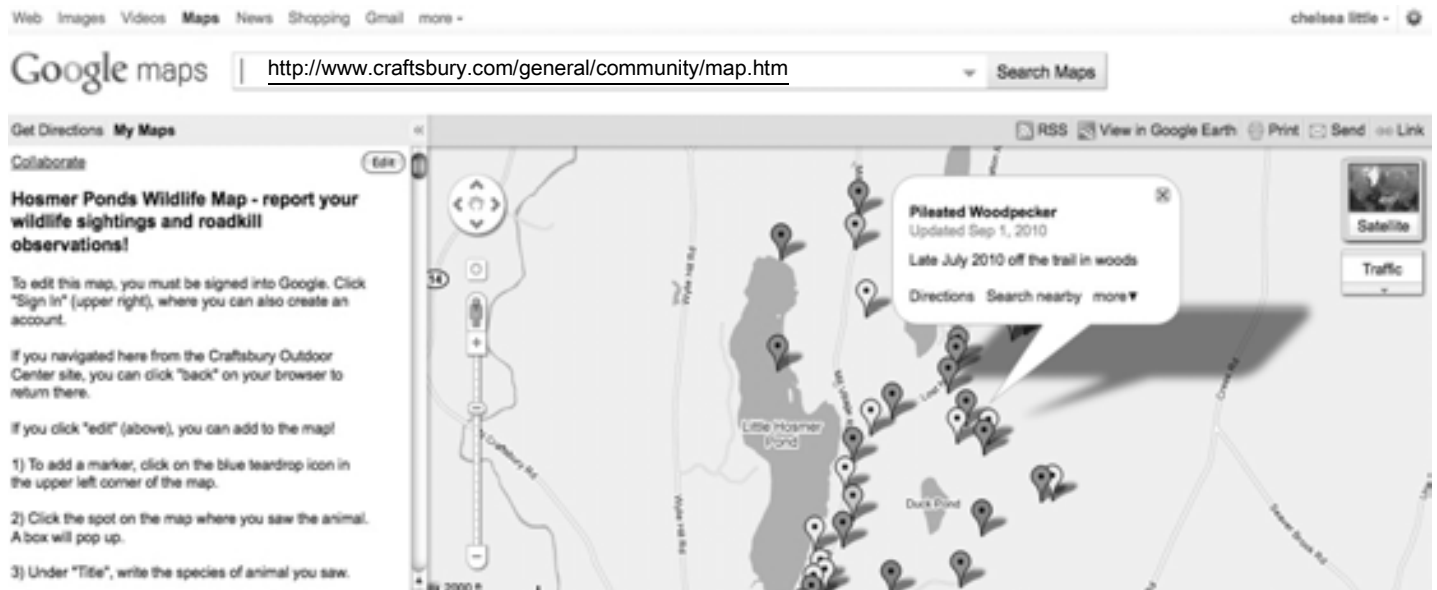 Web Images Videos Maps News Shopping Gmail more
chelsea little
Google maps
http://www.craftsbury.com/general/community/map.htm
Search Maps
Get Directions My Maps
RSS View in Google Earth Print Send Link
Collaborate
Edit
Hosmer Ponds Wildlife Map - report your
wildlife sightings and roadkill
observations!
To edit this map, you must be signed into Google. Click
"Sign In" (upper right), where you can also create an
account.
If you navigated here from the Craftsbury Outdoor
Center site, you can click "back" on your browser to
return there.
If you click "edit" (above), you can add to the map!
1) To add a marker, click on the blue teardrop icon in
the upper left corner of the map.
2) Click the spot on the map where you saw the animal.
A box will pop up.
3) Under "Title", write the species of animal you saw.
Pileated Woodpecker
Updated Sep 1, 2010
Late July 2010 off the trail in woods
Directions Search nearby more
Satellite
Traffic
14
Little Hosmer
Pond
Duck Pond
Creek Rd
2000 ft